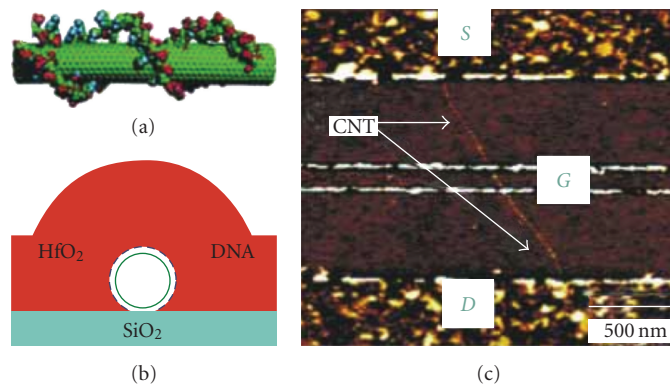 (a)
HfO₂ DNA
SiO₂
(b)
S
CNT
G
D
500 nm
(c)